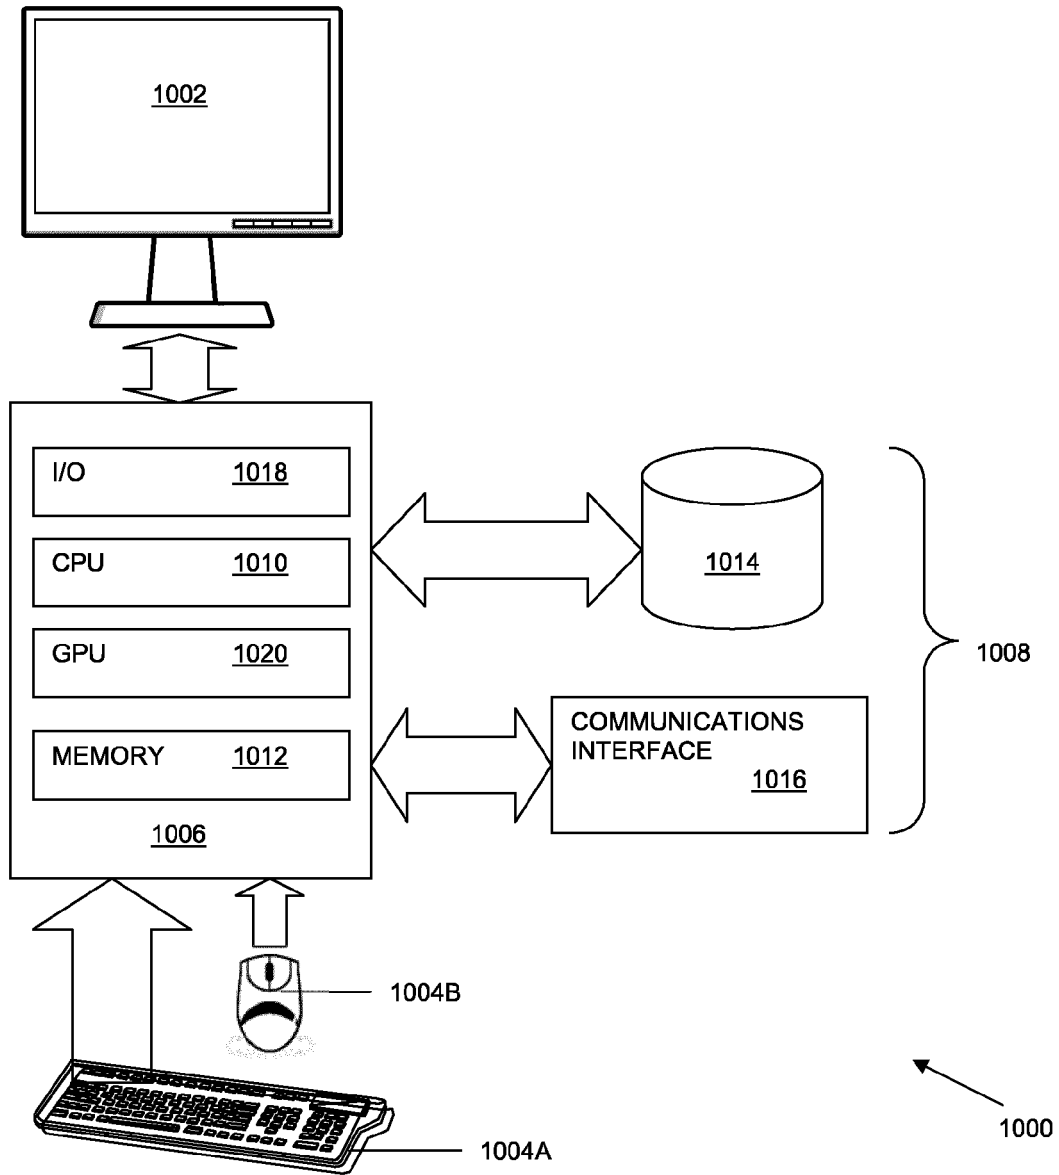 1002
I/O 1018
CPU 1010
GPU 1020
MEMORY 1012
1006
1014
COMMUNICATIONS
INTERFACE
1016
1008
1004B
1004A
1000